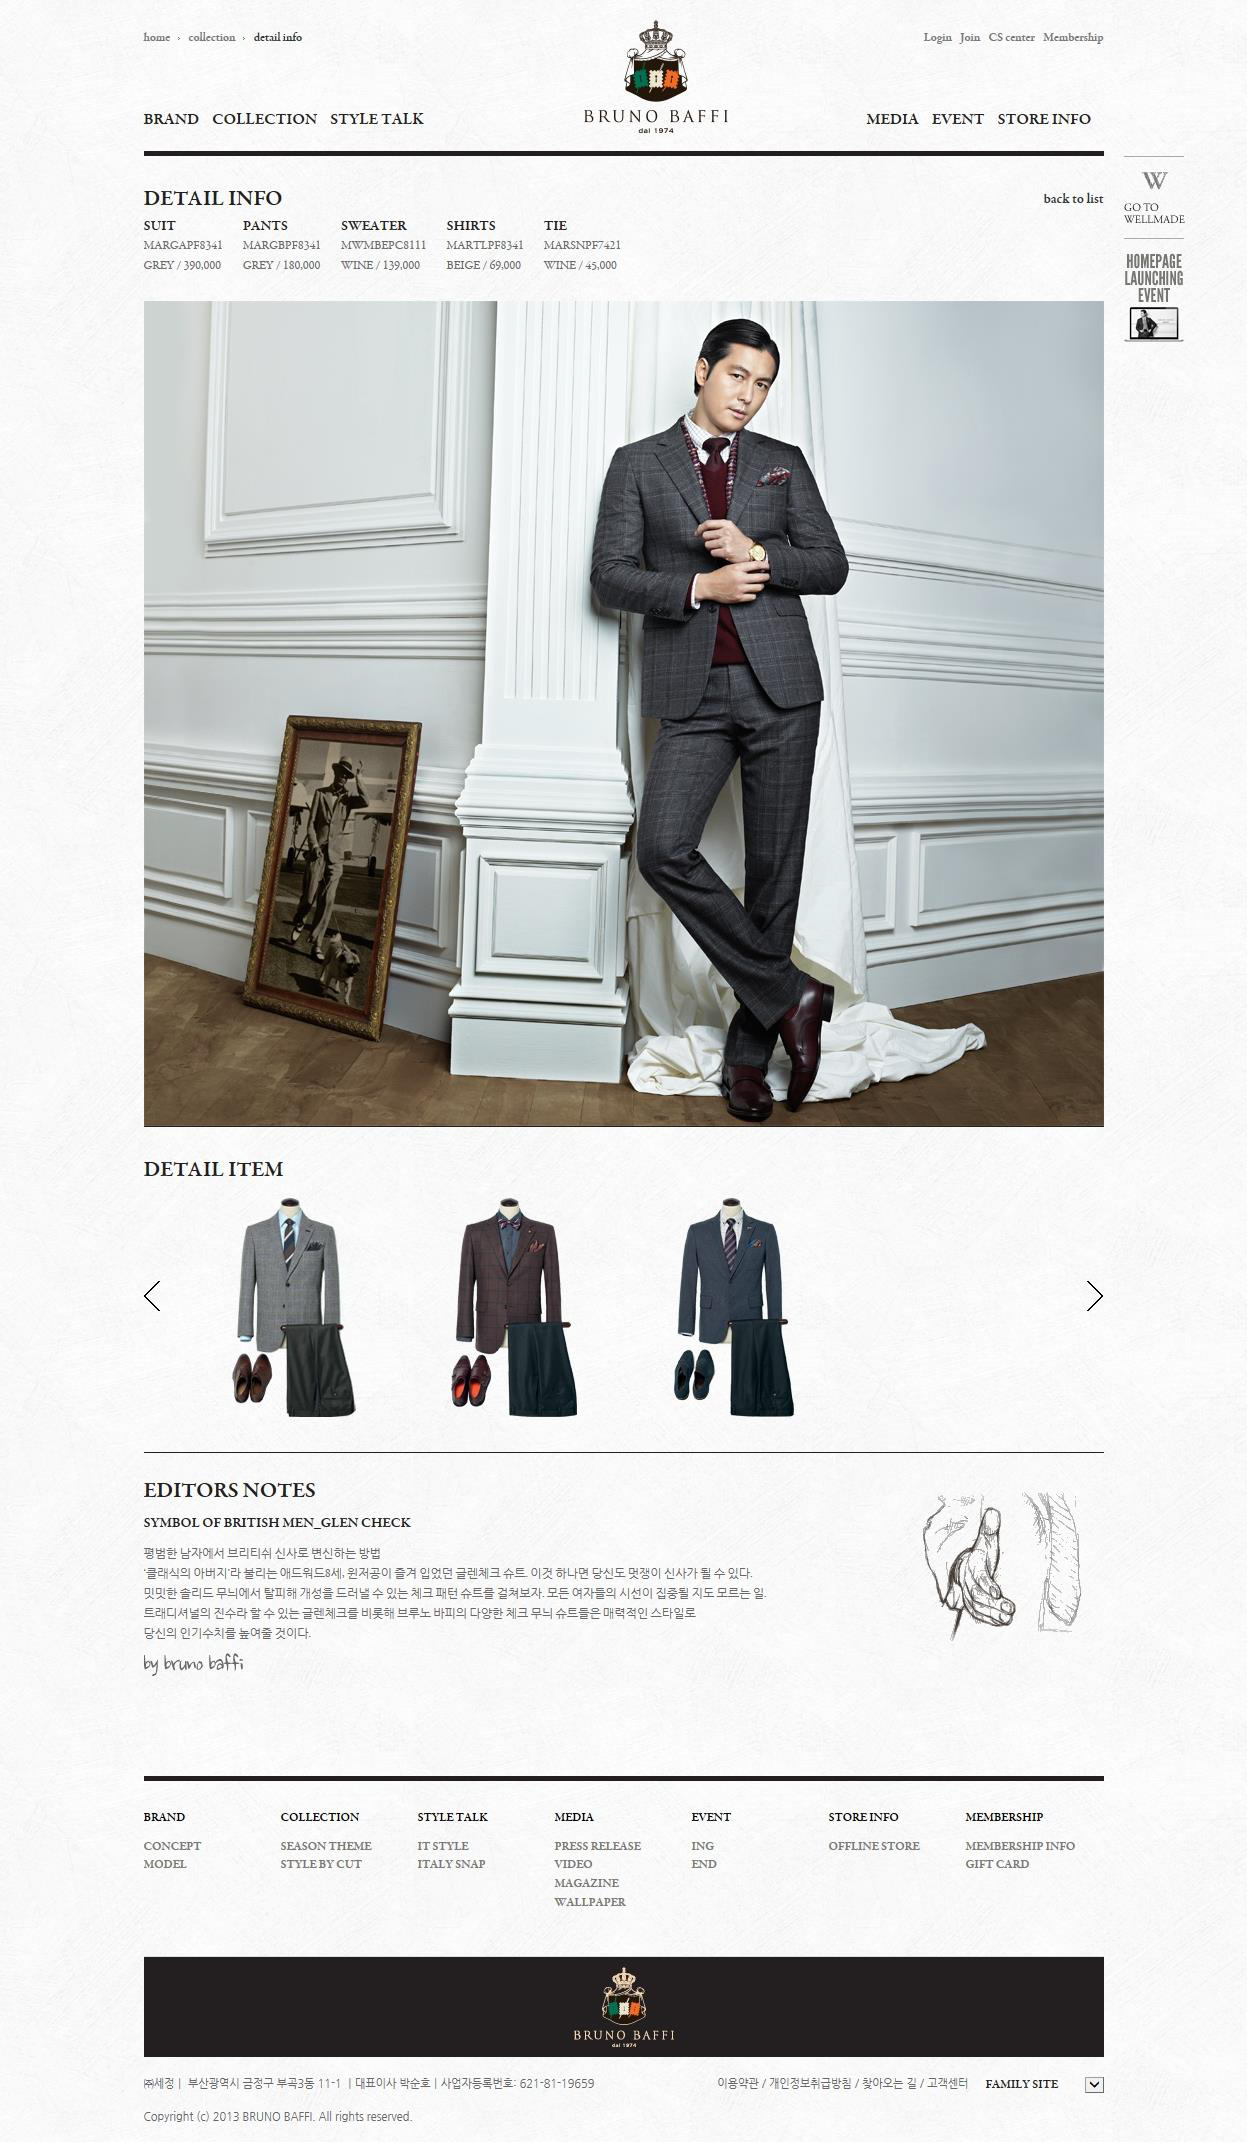 home › collection › detail info
Login Join CS center Membership
BRUNO BAFFI
dal 1974
BRAND COLLECTION STYLE TALK
MEDIA EVENT STORE INFO
W
GO TO
WELLMADE
HOMEPAGE
LAUNCHING
EVENT
DETAIL INFO
back to list
SUIT PANTS SWEATER SHIRTS TIE
MARGAPF8341 MARGBPF8341 MWMBEPC8111 MARTLPF8341 MARSNPF7421
GREY / 390,000 GREY / 180,000 WINE / 139,000 BEIGE / 69,000 WINE / 45,000
DETAIL ITEM
EDITORS NOTES
SYMBOL OF BRITISH MEN_GLEN CHECK
평범한 남자에서 브리티쉬 신사로 변신하는 방법
'클래식의 아버지'라 불리는 애드워드8세, 윈저공이 즐겨 입었던 글렌체크 슈트. 이것 하나면 당신도 멋쟁이 신사가 될 수 있다.
밋밋한 솔리드 무늬에서 탈피해 개성을 드러낼 수 있는 체크 패턴 슈트를 걸쳐보자. 모든 여자들의 시선이 집중될 지도 모르는 일.
트래디셔널의 진수라 할 수 있는 글렌체크를 비롯해 브루노 바피의 다양한 체크 무늬 슈트들은 매력적인 스타일로
당신의 인기수치를 높여줄 것이다.
by bruno baffi
BRAND COLLECTION STYLE TALK MEDIA EVENT STORE INFO MEMBERSHIP
CONCEPT SEASON THEME IT STYLE PRESS RELEASE ING OFFLINE STORE MEMBERSHIP INFO
MODEL STYLE BY CUT ITALY SNAP VIDEO END GIFT CARD
MAGAZINE
WALLPAPER
BRUNO BAFFI
dal 1974
㈜세정 | 부산광역시 금정구 부곡3동 11-1 | 대표이사 박순호 | 사업자등록번호: 621-81-19659
이용약관 / 개인정보취급방침 / 찾아오는 길 / 고객센터 FAMILY SITE
Copyright (c) 2013 BRUNO BAFFI. All rights reserved.